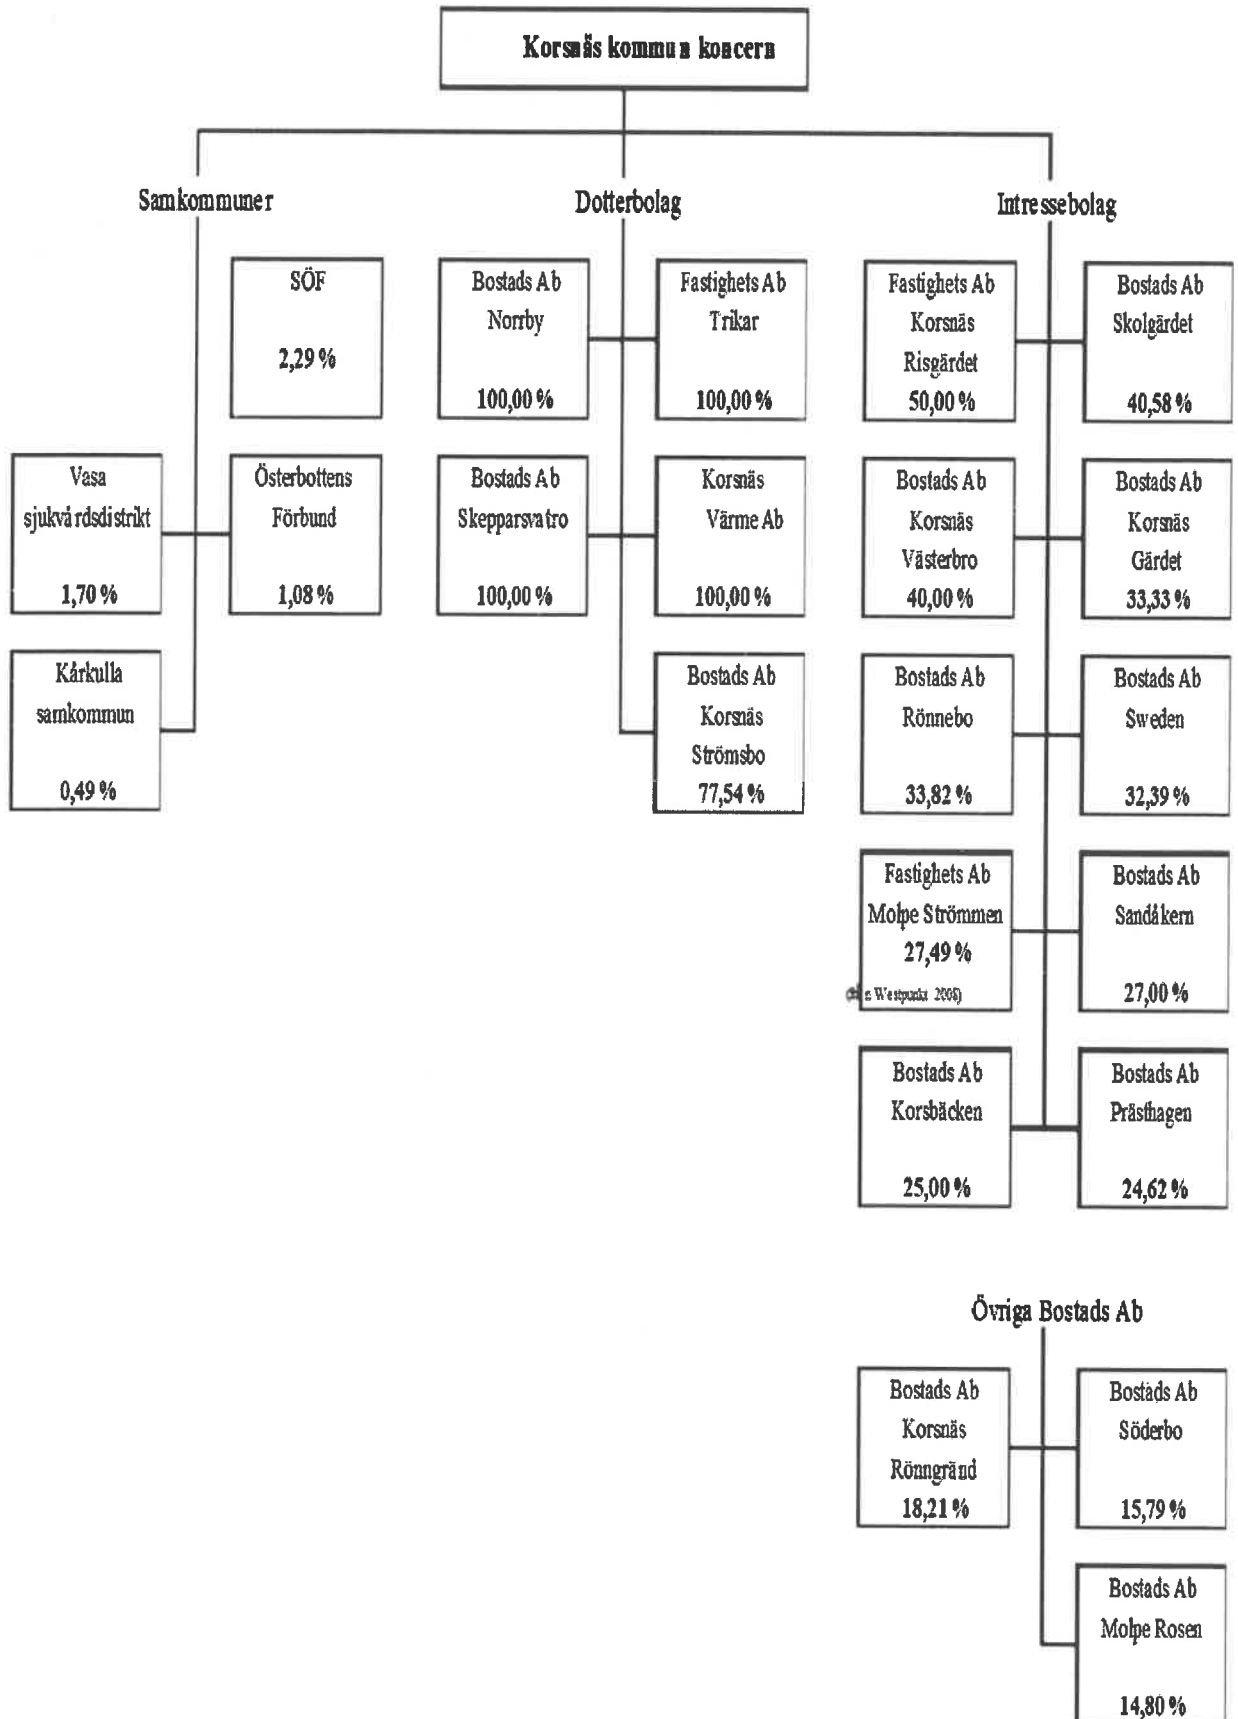 Korsnäs kommun koncern
Samkommuner
SÖF
2,29 %
Vasa
sjukvårdsdistrikt
1,70 %
Österbottens
Förbund
1,08 %
Kårkulla
samkommun
0,49 %
Dotterbolag
Bostads Ab
Norrby
100,00 %
Fastighets Ab
Trikar
100,00 %
Bostads Ab
Skepparsvatro
100,00 %
Korsnäs
Värme Ab
100,00 %
Bostads Ab
Korsnäs
Strömsbo
77,54 %
Intressebolag
Fastighets Ab
Korsnäs
Risgärdet
50,00 %
Bostads Ab
Skolgärdet
40,58 %
Bostads Ab
Korsnäs
Västerbro
40,00 %
Bostads Ab
Korsnäs
Gärdet
33,33 %
Bostads Ab
Rönnebo
33,82 %
Bostads Ab
Sweden
32,39 %
Fastighets Ab
Molpe Strömmen
27,49 %
Westpunkt 2008)
Bostads Ab
Sandåkern
27,00 %
Bostads Ab
Korsbäcken
25,00 %
Bostads Ab
Prästhagen
24,62 %
Övriga Bostads Ab
Bostads Ab
Korsnäs
Rönngränd
18,21 %
Bostads Ab
Söderbo
15,79 %
Bostads Ab
Molpe Rosen
14,80 %